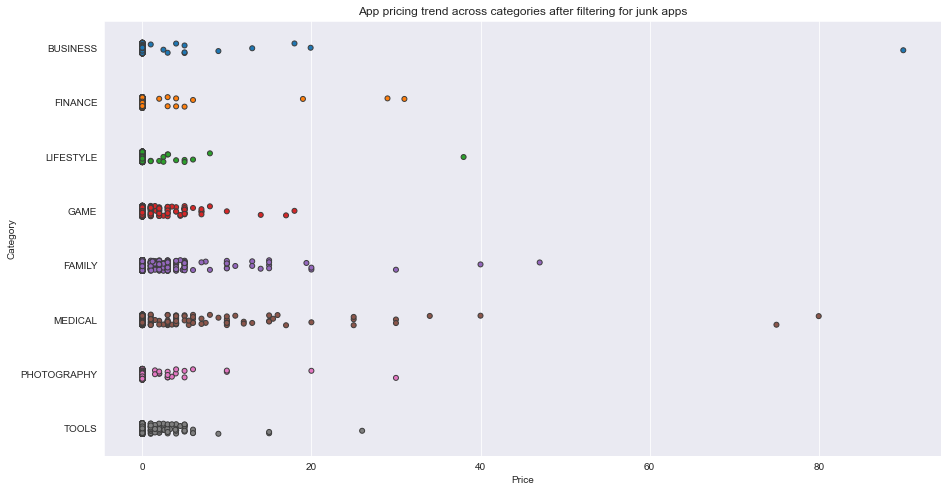 App pricing trend across categories after filtering for junk apps
BUSINESS
FINANCE
LIFESTYLE
GAME
FAMILY
MEDICAL
PHOTOGRAPHY
TOOLS
Category
0 20 40 60 80
Price